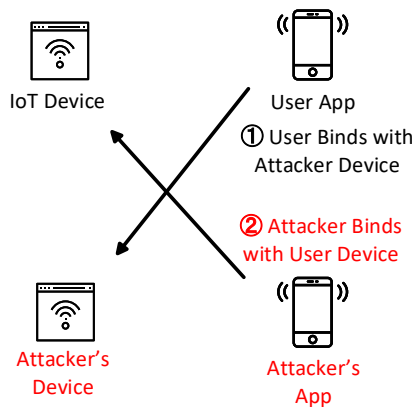 IoT Device
User App
① User Binds with
Attacker Device
② Attacker Binds
with User Device
Attacker's
Device
Attacker's
App